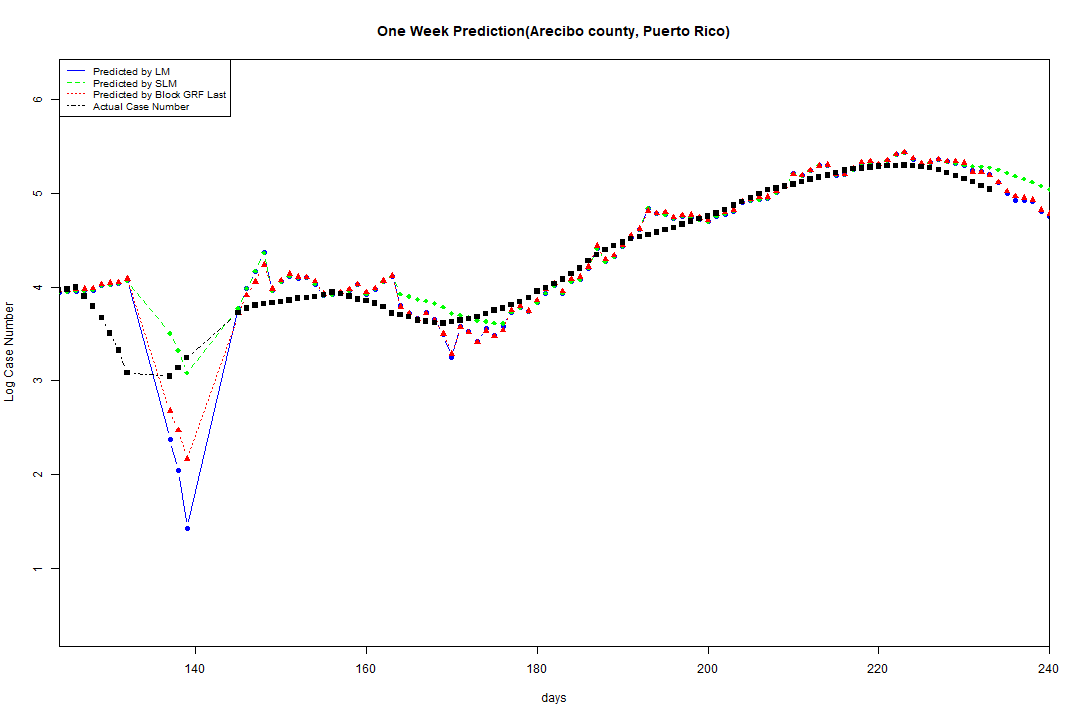 One Week Prediction(Arecibo county, Puerto Rico)
Predicted by LM
Predicted by SLM
Predicted by Block GRF Last
Actual Case Number
6
5
4
3
2
1
Log Case Number
140 160 180 200 220 240
days